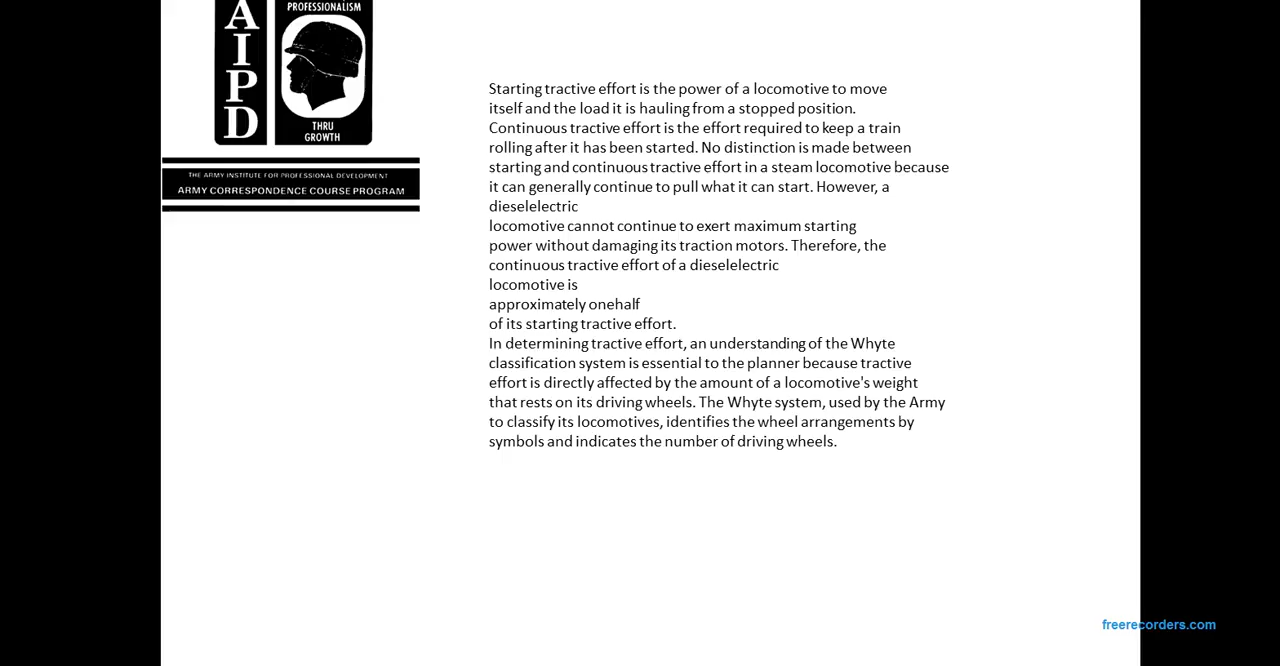 AIPD
PROFESSIONALISM
THRU
GROWTH
THE ARMY INSTITUTE FOR PROFESSIONAL DEVELOPMENT
ARMY CORRESPONDENCE COURSE PROGRAM
Starting tractive effort is the power of a locomotive to move
itself and the load it is hauling from a stopped position.
Continuous tractive effort is the effort required to keep a train
rolling after it has been started. No distinction is made between
starting and continuous tractive effort in a steam locomotive because
it can generally continue to pull what it can start. However, a
dieselelectric
locomotive cannot continue to exert maximum starting
power without damaging its traction motors. Therefore, the
continuous tractive effort of a dieselelectric
locomotive is
approximately onehalf
of its starting tractive effort.
In determining tractive effort, an understanding of the Whyte
classification system is essential to the planner because tractive
effort is directly affected by the amount of a locomotive's weight
that rests on its driving wheels. The Whyte system, used by the Army
to classify its locomotives, identifies the wheel arrangements by
symbols and indicates the number of driving wheels.
freerecorders.com